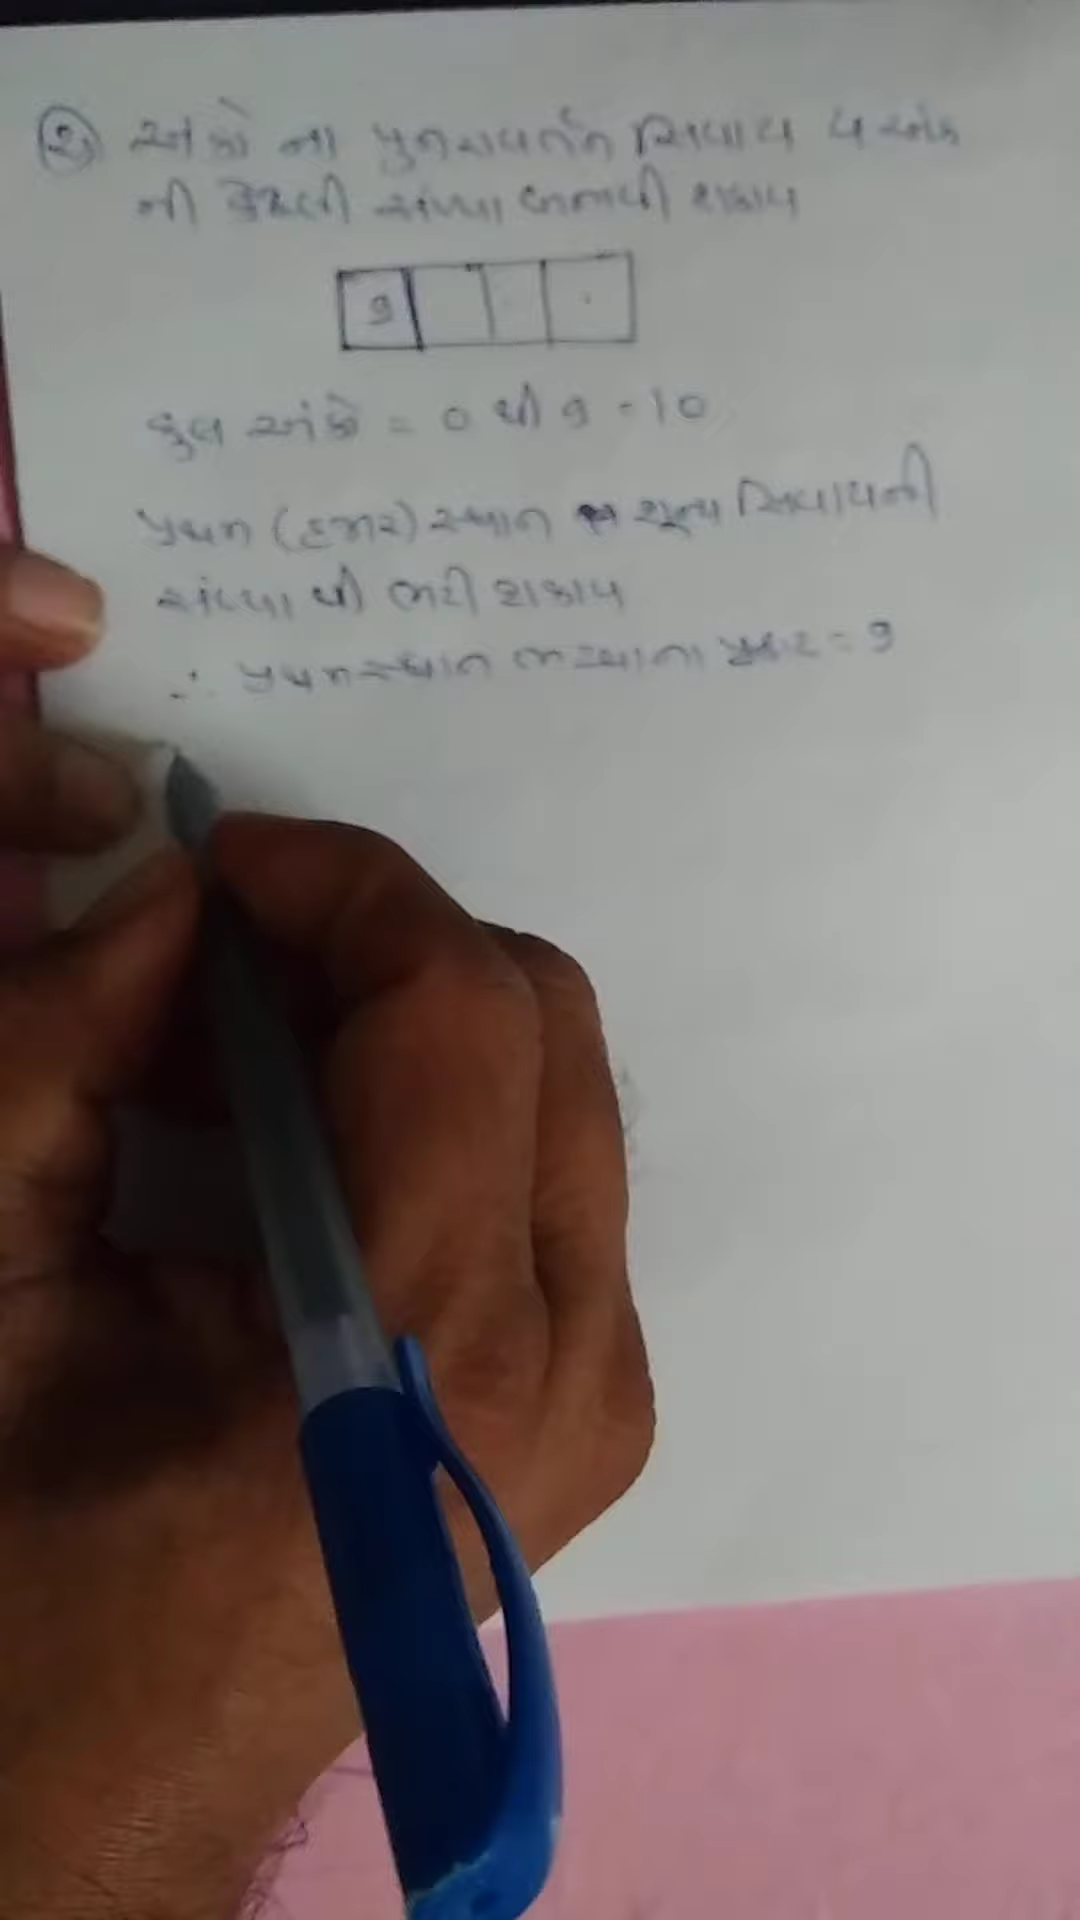 (2) અંકો ના પુનરાવર્તન સિવાય 4 અંક
ની કેટલી સંખ્યા બનાવી શકાય
9
કુલ અંકો = 0 થી 9 = 10
પ્રથમ (હજાર) સ્થાન શૂન્ય સિવાયની
સંખ્યા થી ભરી શકાય
∴ પ્રથમસ્થાન ભરવાના પ્રકાર = 9